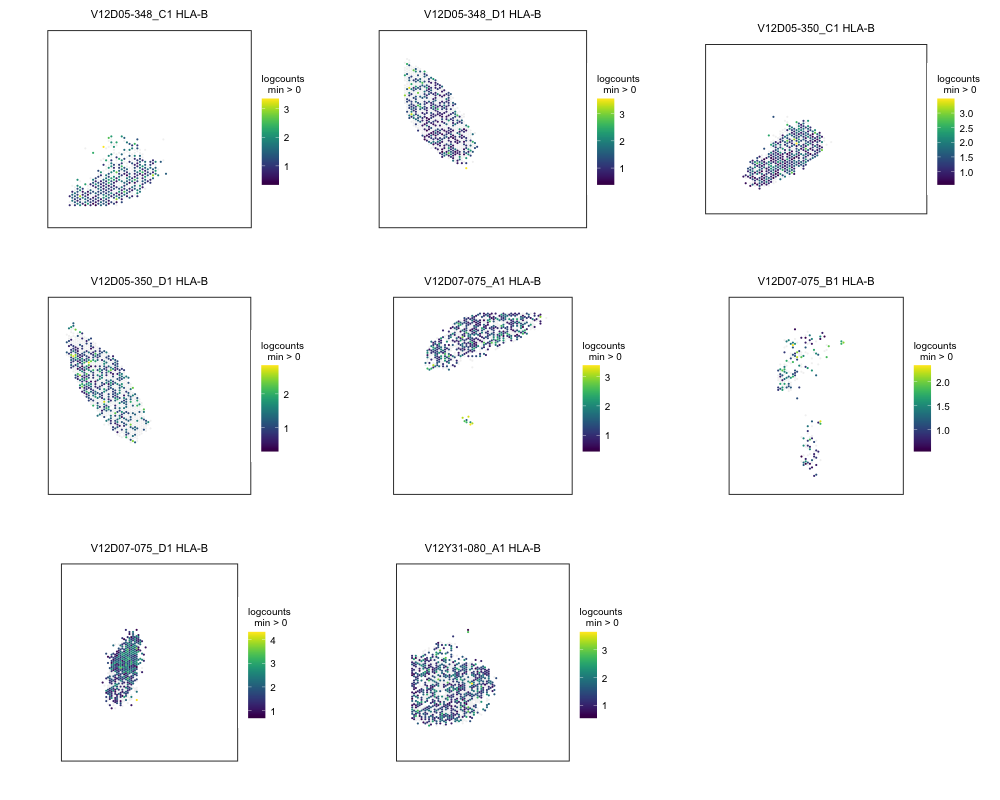 V12D05-348_C1 HLA-B
logcounts
min > 0
3
2
1
V12D05-348_D1 HLA-B
logcounts
min > 0
3
2
1
V12D05-350_C1 HLA-B
logcounts
min > 0
3.0
2.5
2.0
1.5
1.0
V12D05-350_D1 HLA-B
logcounts
min > 0
2
1
V12D07-075_A1 HLA-B
logcounts
min > 0
3
2
1
V12D07-075_B1 HLA-B
logcounts
min > 0
2.0
1.5
1.0
V12D07-075_D1 HLA-B
logcounts
min > 0
4
3
2
1
V12Y31-080_A1 HLA-B
logcounts
min > 0
3
2
1